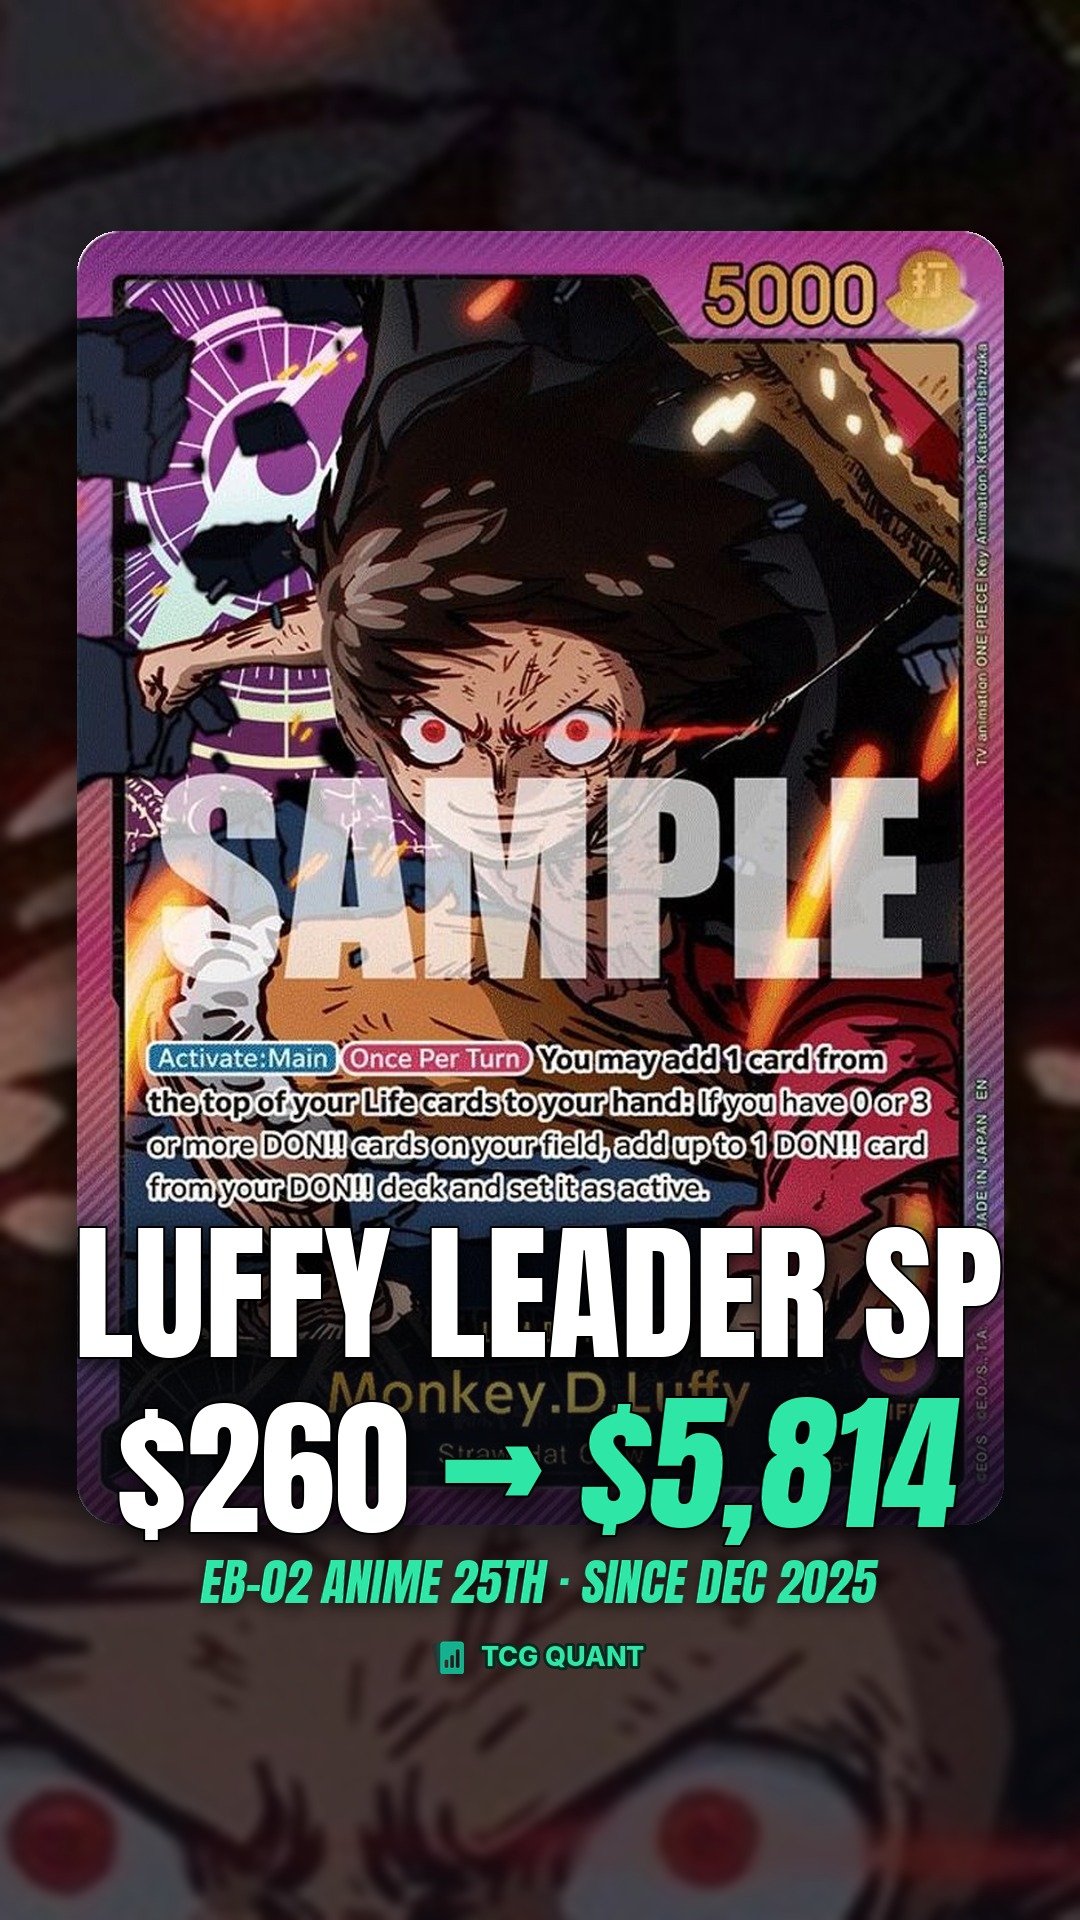 5000
打
TV animation ONE PIECE Key Animation:Katsumi Ishizuka
SAMPLE
Activate:Main Once Per Turn You may add 1 card from
the top of your Life cards to your hand: If you have 0 or 3
or more DON!! cards on your field, add up to 1 DON!! card
from your DON!! deck and set it as active.
MADE IN JAPAN EN
LUFFY LEADER SP
Monkey.D.Luffy
$260 → $5,814
©E.O./S., T.A.
EB-02 ANIME 25TH · SINCE DEC 2025
TCG QUANT